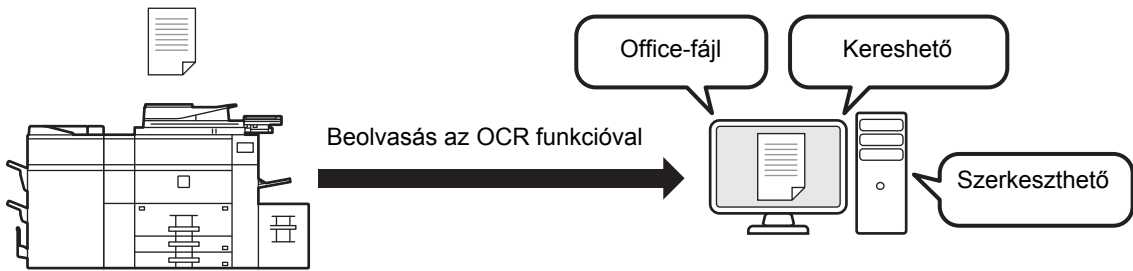 Office-fájl
Kereshető
Beolvasás az OCR funkcióval
Szerkeszthető